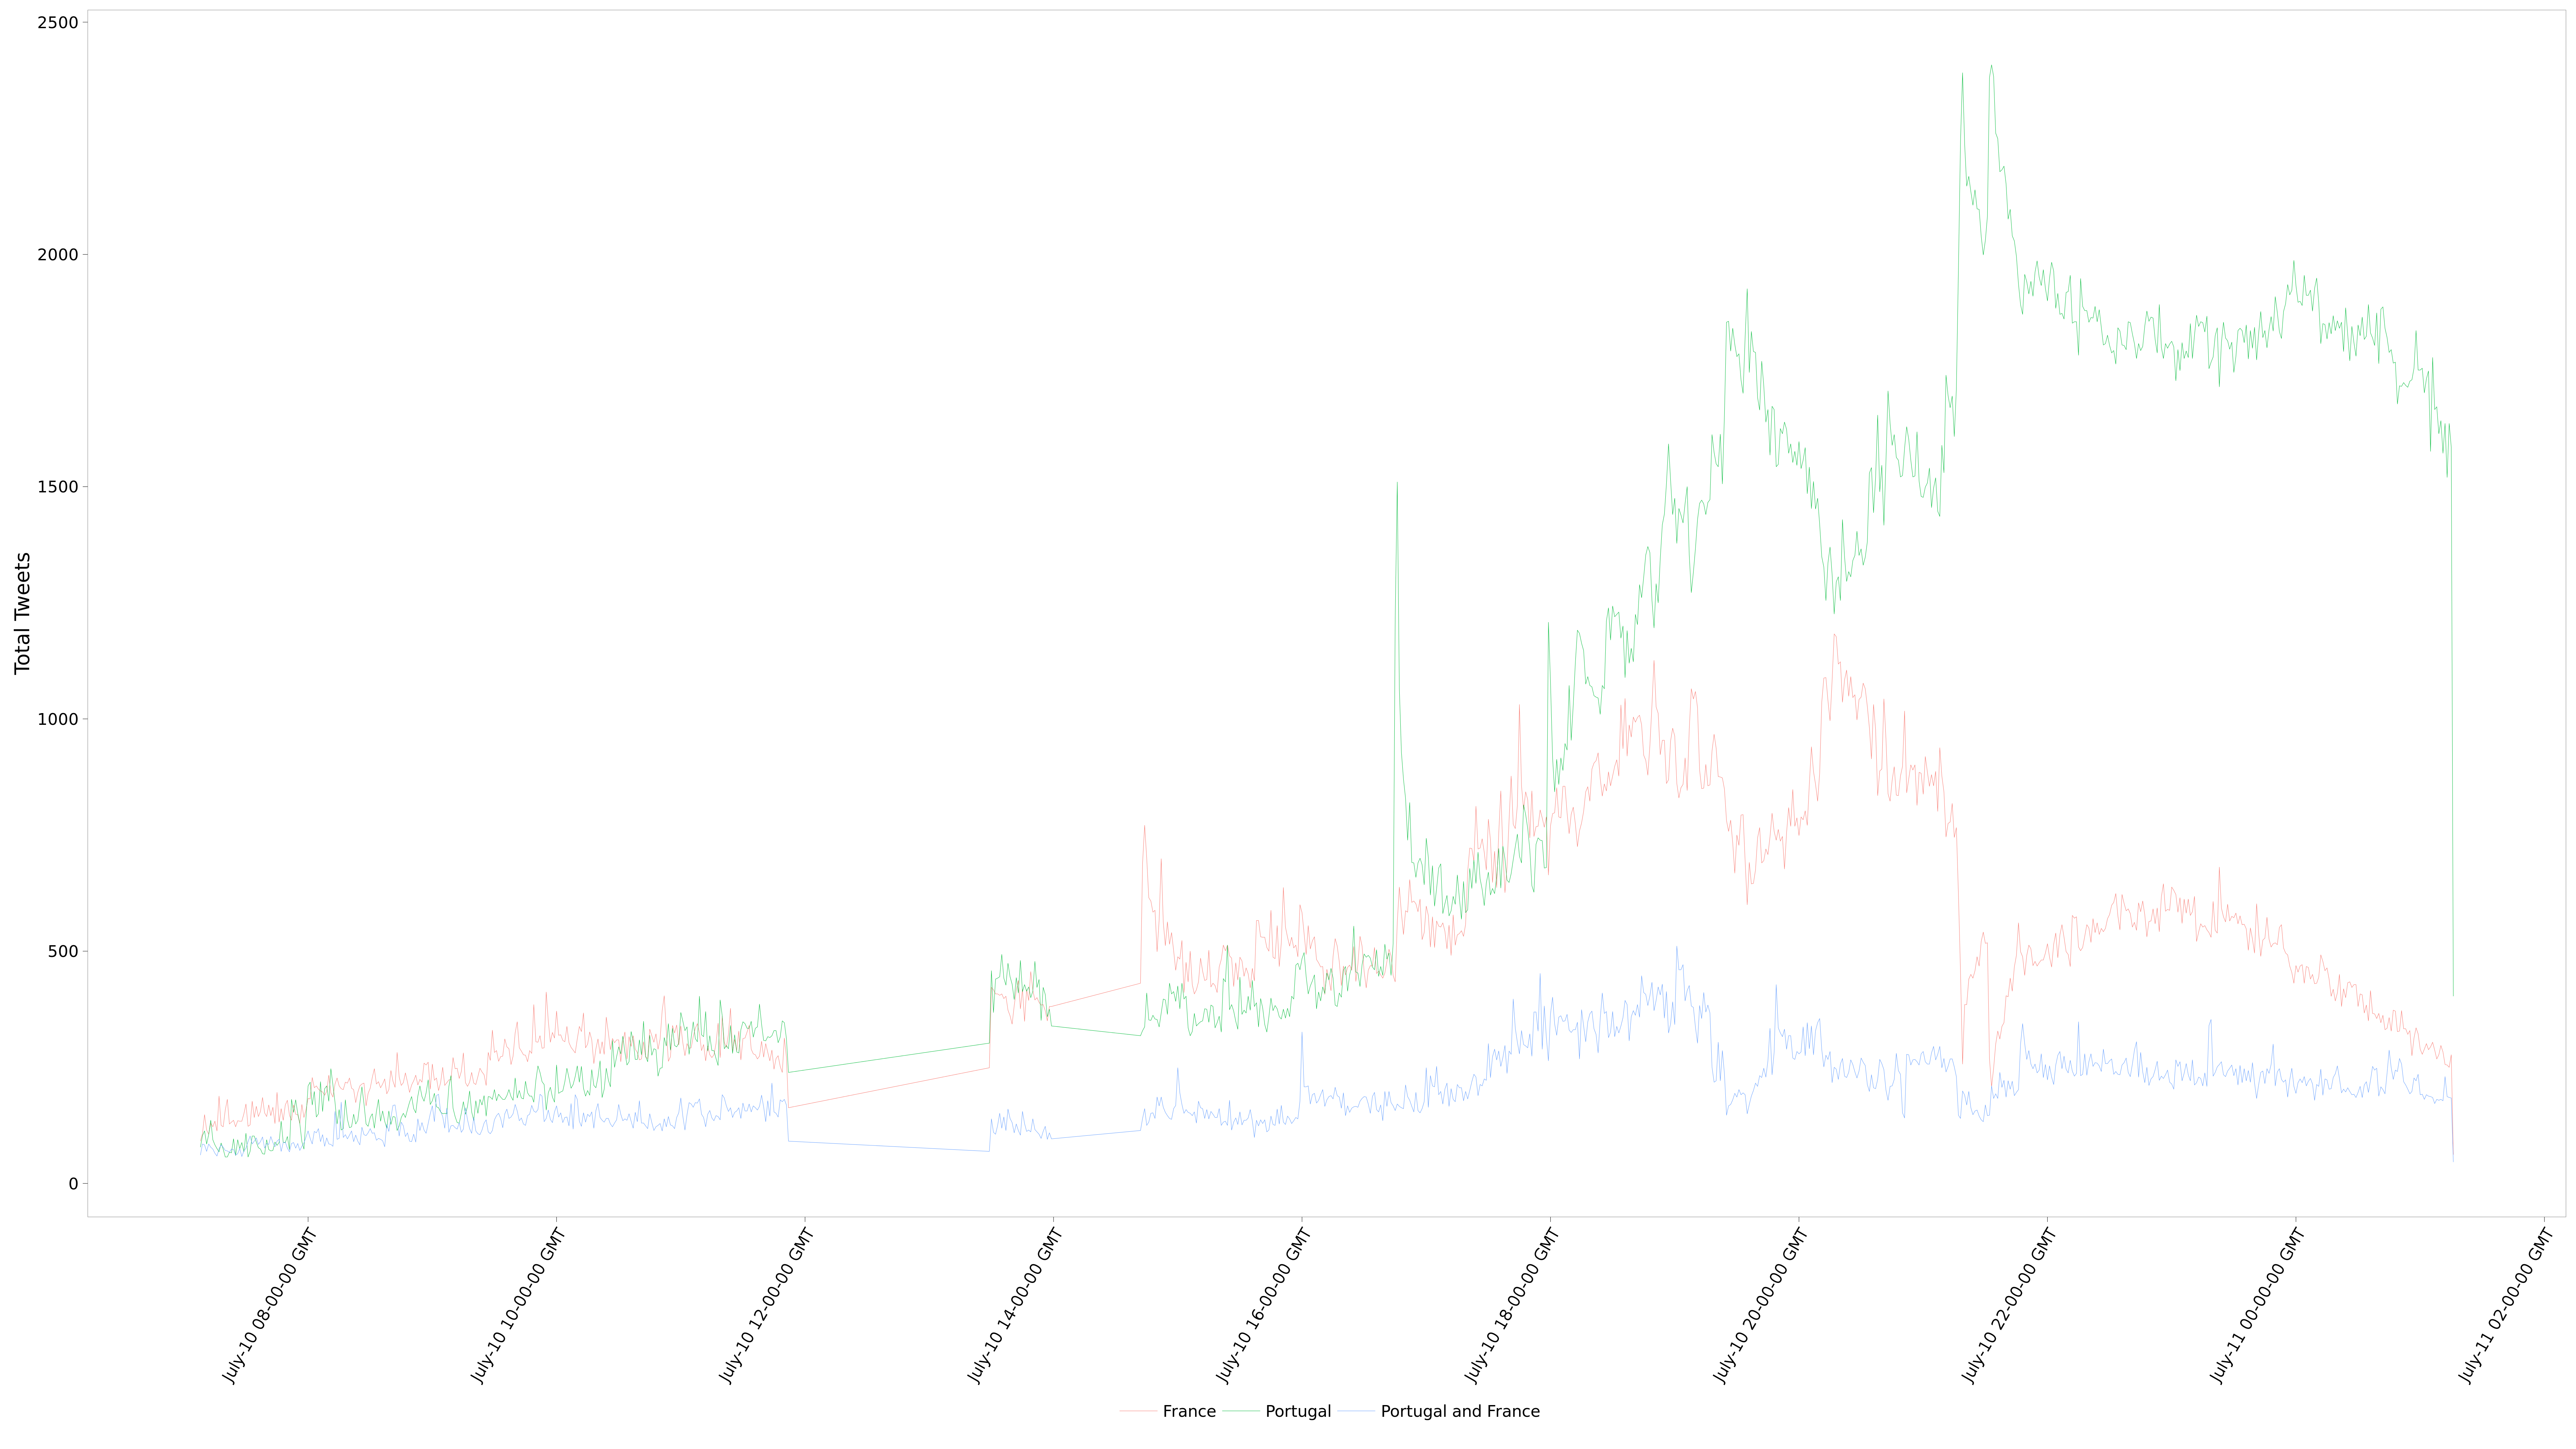 2500
2000
1500
1000
500
0
Total Tweets
July-10 08-00-00 GMT
July-10 10-00-00 GMT
July-10 12-00-00 GMT
July-10 14-00-00 GMT
July-10 16-00-00 GMT
July-10 18-00-00 GMT
July-10 20-00-00 GMT
July-10 22-00-00 GMT
July-11 00-00-00 GMT
July-11 02-00-00 GMT
France Portugal Portugal and France